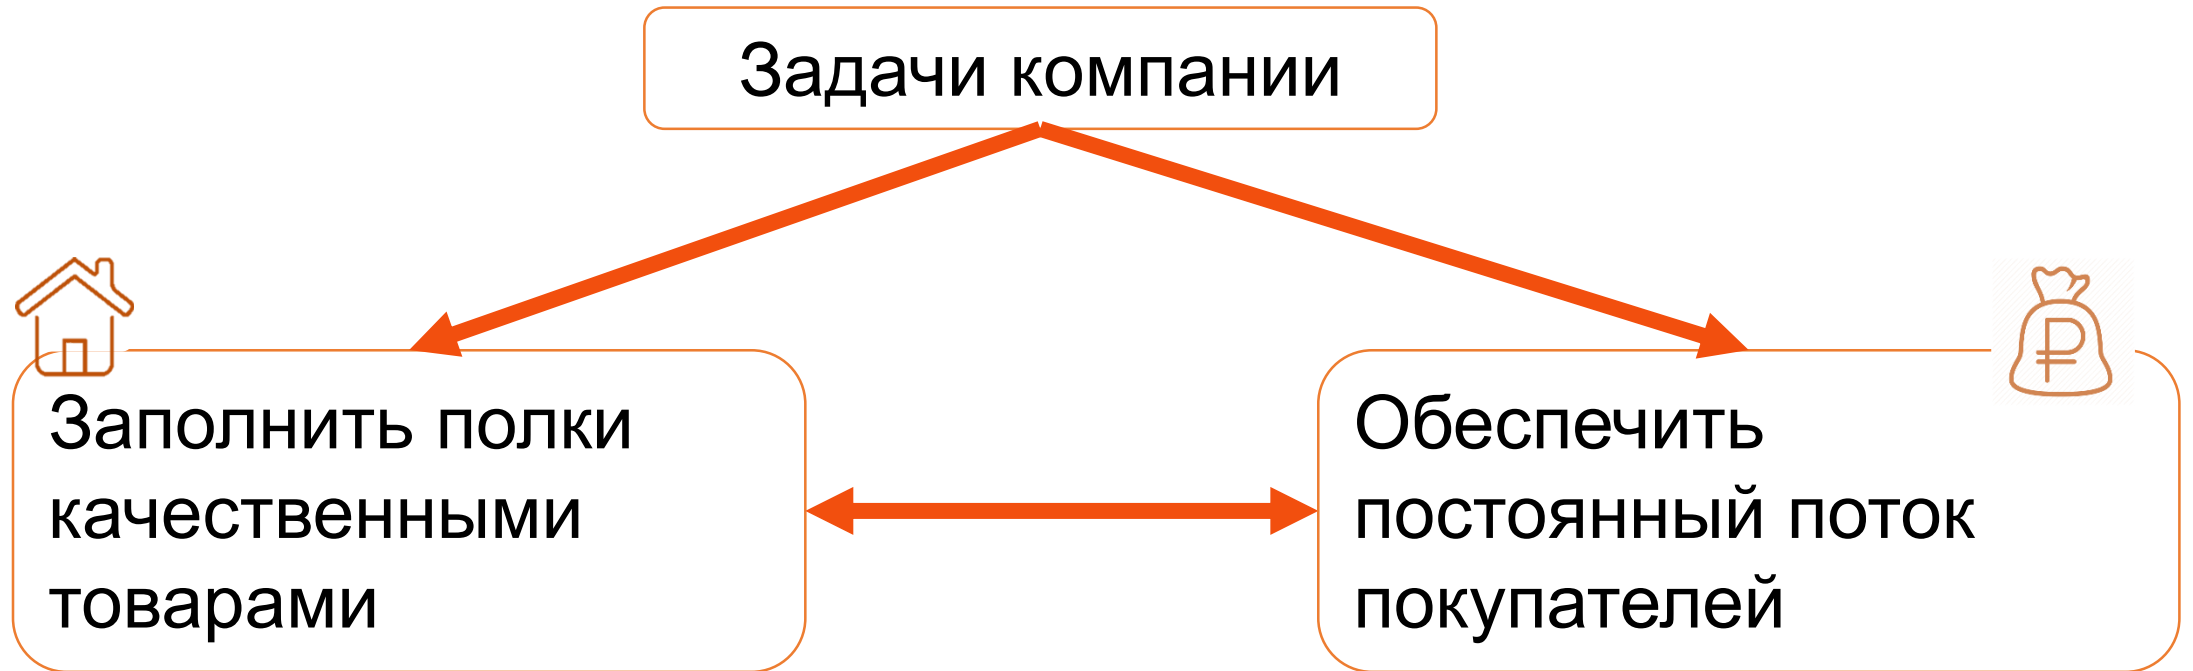 Задачи компании
Заполнить полки
качественными
товарами
Обеспечить
постоянный поток
покупателей